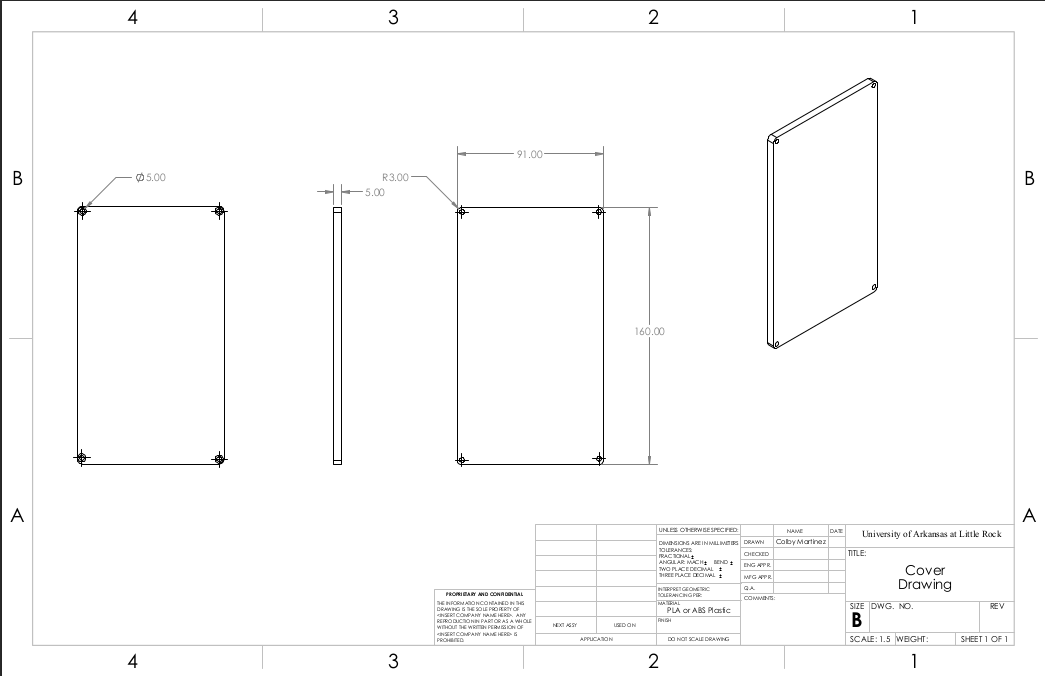 4 3 2 1
B B
⌀5.00
5.00
R3.00
91.00
160.00
A A
UNLESS OTHERWISE SPECIFIED:
DIMENSIONS ARE IN MILLIMETERS
TOLERANCES:
FRACTIONAL ±
ANGULAR: MACH ± BEND ±
TWO PLACE DECIMAL ±
THREE PLACE DECIMAL ±
INTERPRET GEOMETRIC
TOLERANCING PER:
MATERIAL
PLA or ABS Plastic
FINISH
DO NOT SCALE DRAWING
NAME DATE
DRAWN Colby Martinez
CHECKED
ENG APPR.
MFG APPR.
Q.A.
COMMENTS:
University of Arkansas at Little Rock
TITLE:
Cover
Drawing
SIZE DWG. NO. REV
B
SCALE: 1.5 WEIGHT: SHEET 1 OF 1
PROPRIETARY AND CONFIDENTIAL
THE INFORMATION CONTAINED IN THIS
DRAWING IS THE SOLE PROPERTY OF
<INSERT COMPANY NAME HERE>. ANY
REPRODUCTION IN PART OR AS A WHOLE
WITHOUT THE WRITTEN PERMISSION OF
<INSERT COMPANY NAME HERE> IS
PROHIBITED.
NEXT ASSY USED ON
APPLICATION
4 3 2 1